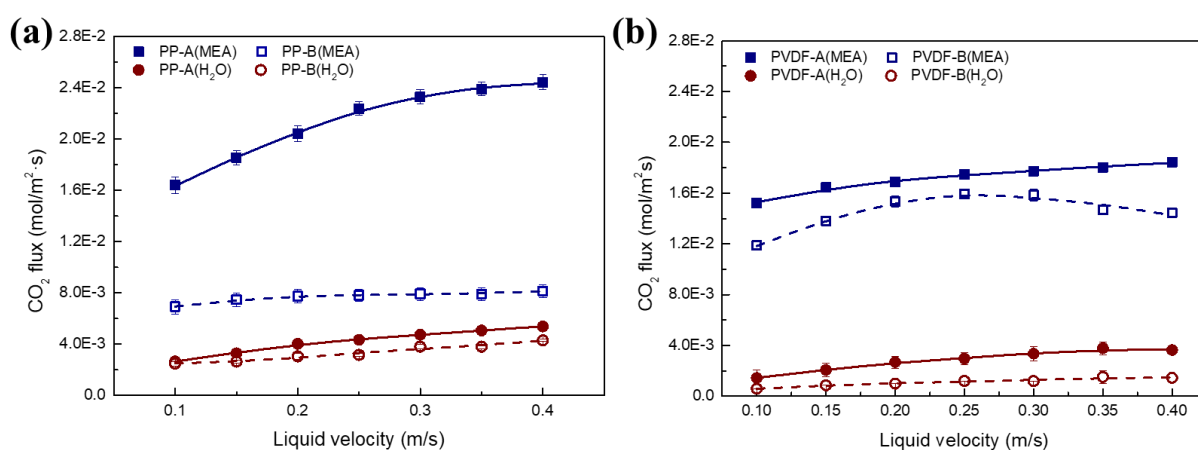 (a)
PP-A(MEA) PP-B(MEA)
PP-A(H₂O) PP-B(H₂O)
2.8E-2
2.4E-2
2.0E-2
1.6E-2
1.2E-2
8.0E-3
4.0E-3
0.0
CO₂ flux (mol/m²·s)
0.1 0.2 0.3 0.4
Liquid velocity (m/s)
(b)
PVDF-A(MEA) PVDF-B(MEA)
PVDF-A(H₂O) PVDF-B(H₂O)
2.8E-2
2.4E-2
2.0E-2
1.6E-2
1.2E-2
8.0E-3
4.0E-3
0.0
CO₂ flux (mol/m²s)
0.10 0.15 0.20 0.25 0.30 0.35 0.40
Liquid velocity (m/s)